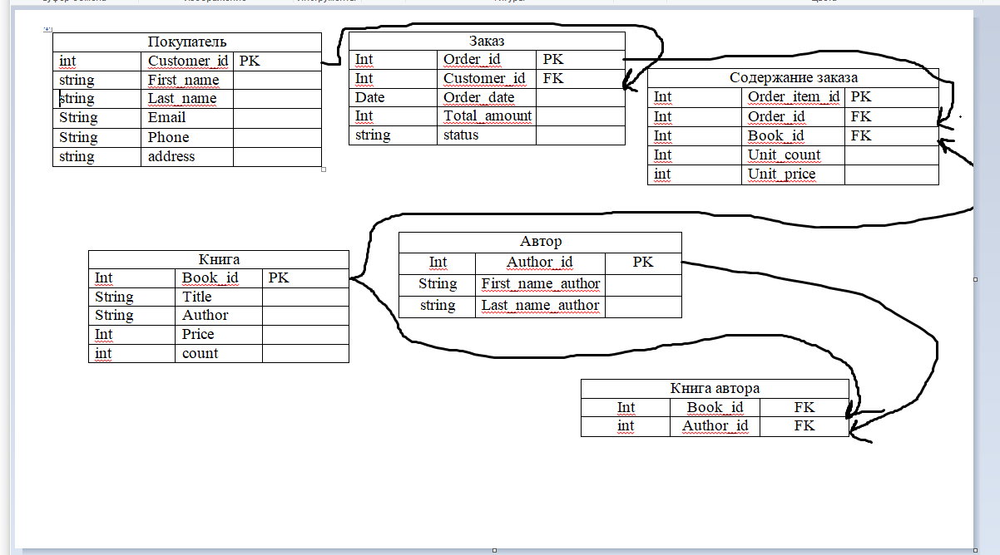 Покупатель
int Customer_id PK
string First_name
string Last_name
String Email
String Phone
string address
Заказ
Int Order_id PK
Int Customer_id FK
Date Order_date
Int Total_amount
string status
Содержание заказа
Int Order_item_id PK
Int Order_id FK
Int Book_id FK
Int Unit_count
int Unit_price
Книга
Int Book_id PK
String Title
String Author
Int Price
int count
Автор
Int Author_id PK
String First_name_author
string Last_name_author
Книга автора
Int Book_id FK
int Author_id FK